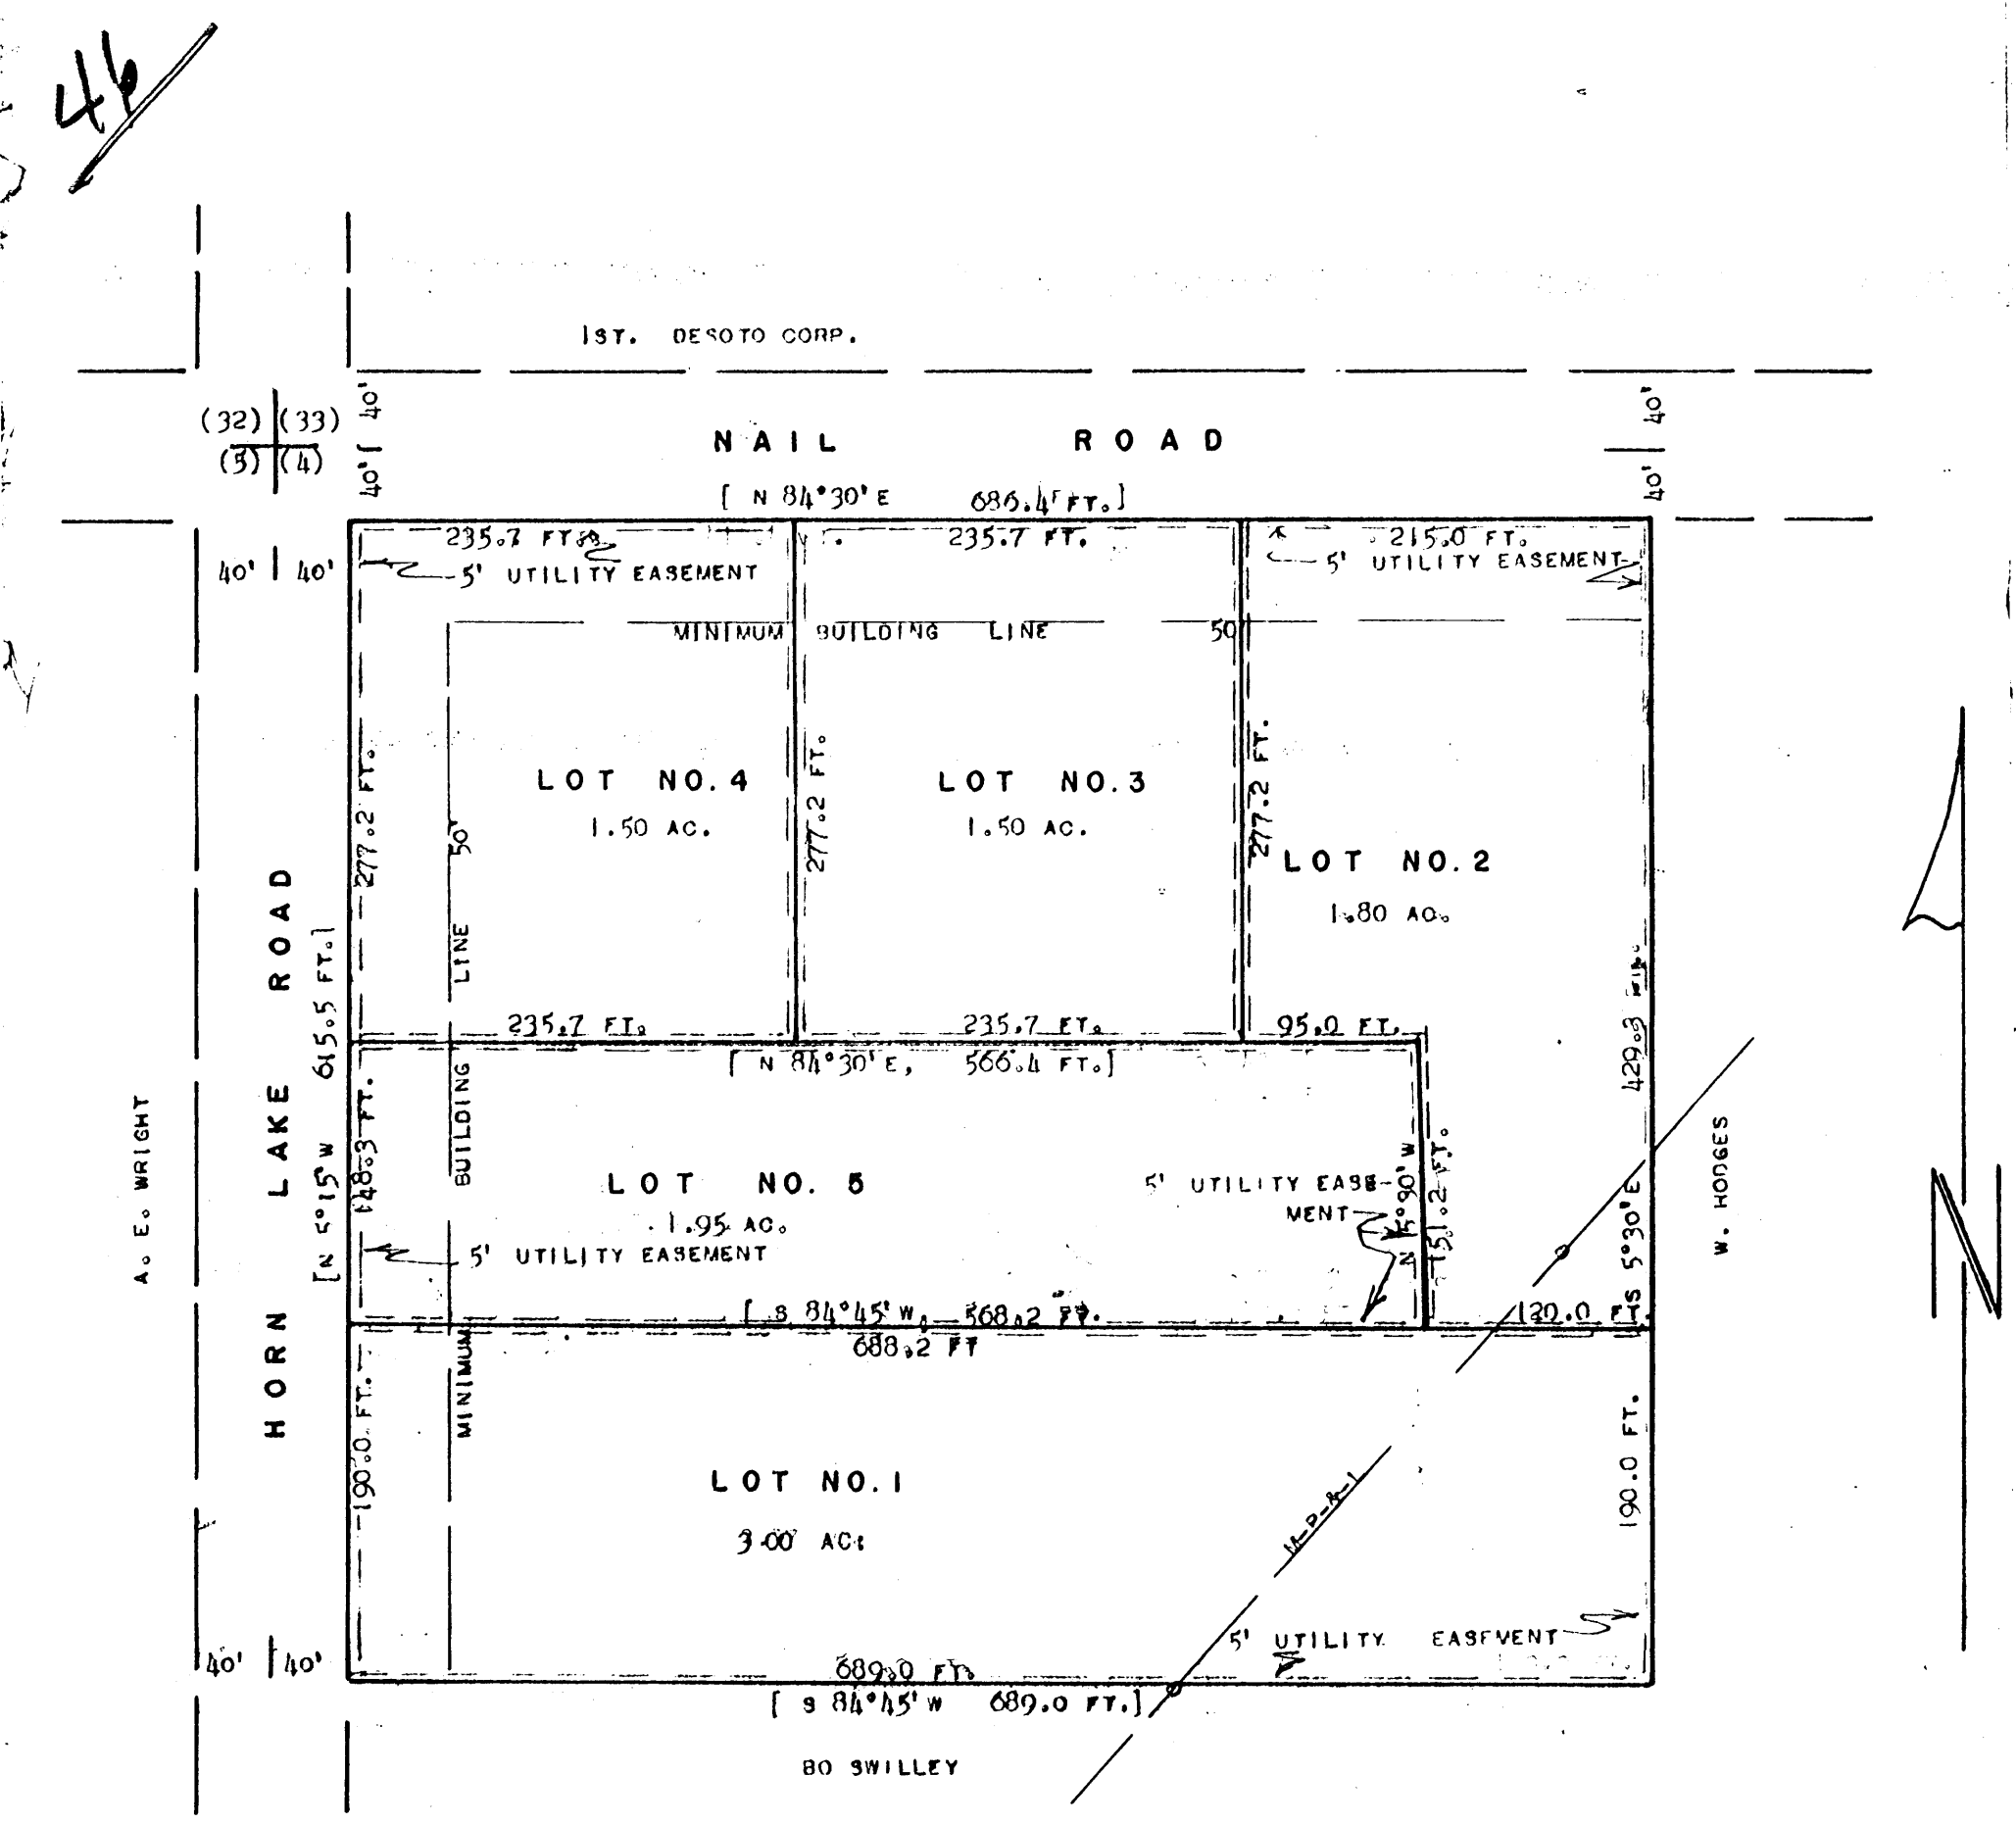 46
1ST. DESOTO CORP.
(32) (33)
(5) (4)
40' 40'
40' 40'
NAIL ROAD
[ N 84°30' E 686.4 FT.]
235.7 FT.
235.7 FT.
215.0 FT.
40' 40'
5' UTILITY EASEMENT
5' UTILITY EASEMENT
MINIMUM BUILDING LINE 50'
277.2 FT.
277.2 FT.
277.2 FT.
LOT NO. 4
1.50 AC.
LOT NO. 3
1.50 AC.
LOT NO. 2
1.80 AC.
MINIMUM BUILDING LINE 50'
HORN LAKE ROAD
[N 5°15' W 615.5 FT.]
A. E. WRIGHT
235.7 FT.
235.7 FT.
95.0 FT.
[ N 84°30' E, 566.4 FT.]
429.3
S 5°30' E
W. HODGES
148.3 FT.
LOT NO. 5
1.95 AC.
5' UTILITY EASEMENT
5' UTILITY EASE-
MENT
N 5°30' W
151.2 FT.
[ S 84°45' W, 568.2 FT.
120.0 FT.
688.2 FT
190.0 FT.
LOT NO. 1
3.00 AC.
190.0 FT.
N
5' UTILITY EASEMENT
40' 40'
689.0 FT.
[ S 84°45' W 689.0 FT.]
BO SWILLEY